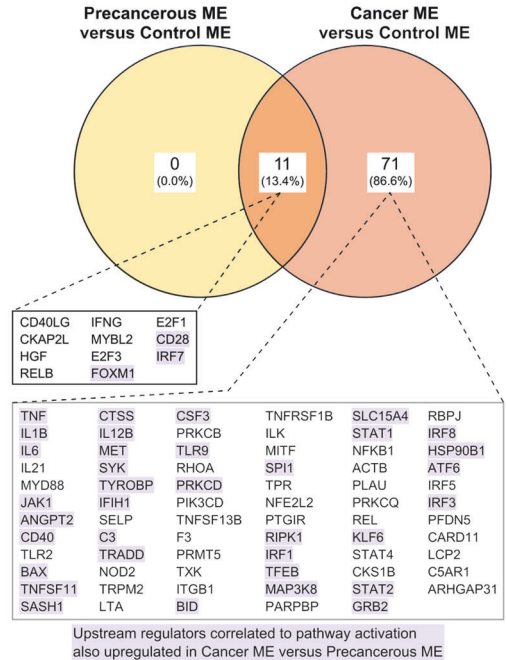 Precancerous ME
versus Control ME
Cancer ME
versus Control ME
0
(0.0%)
11
(13.4%)
71
(86.6%)
CD40LG IFNG E2F1
CKAP2L MYBL2 CD28
HGF E2F3 IRF7
RELB FOXM1
TNF CTSS CSF3 TNFRSF1B SLC15A4 RBPJ
IL1B IL12B PRKCB ILK STAT1 IRF8
IL6 MET TLR9 MITF NFKB1 HSP90B1
IL21 SYK RHOA SPI1 ACTB ATF6
MYD88 TYROBP PRKCD TPR PLAU IRF5
JAK1 IFIH1 PIK3CD NFE2L2 PRKCQ IRF3
ANGPT2 SELP TNFSF13B PTGIR REL PFDN5
CD40 C3 F3 RIPK1 KLF6 CARD11
TLR2 TRADD PRMT5 IRF1 STAT4 LCP2
BAX NOD2 TXK TFEB CKS1B C5AR1
TNFSF11 TRPM2 ITGB1 MAP3K8 STAT2 ARHGAP31
SASH1 LTA BID PARPBP GRB2
Upstream regulators correlated to pathway activation
also upregulated in Cancer ME versus Precancerous ME